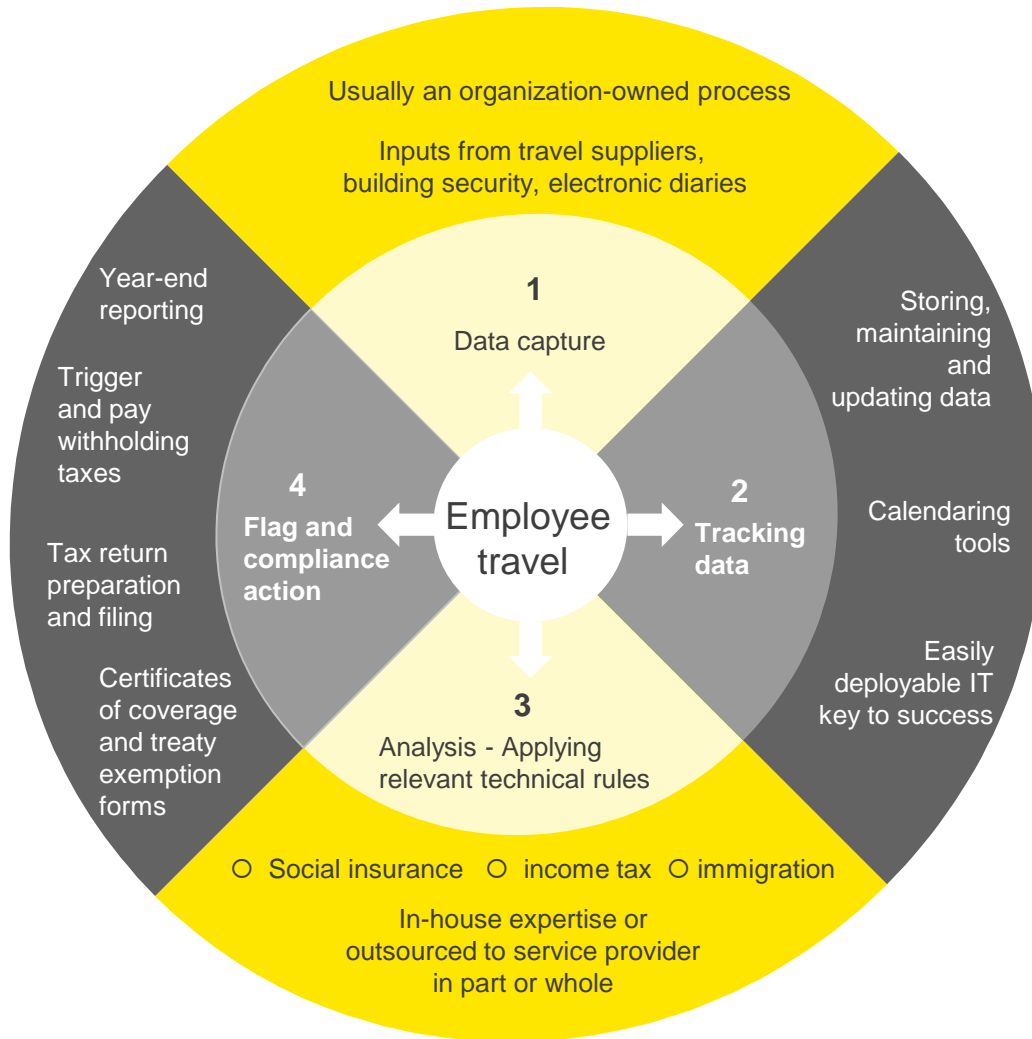 Usually an organization-owned process
Inputs from travel suppliers,
building security, electronic diaries
1
Data capture
Storing,
maintaining
and
updating data
Calendaring
tools
Easily
deployable IT
key to success
2
Tracking
data
Employee
travel
3
Analysis - Applying
relevant technical rules
Social insurance income tax immigration
In-house expertise or
outsourced to service provider
in part or whole
4
Flag and
compliance
action
Year-end
reporting
Trigger
and pay
withholding
taxes
Tax return
preparation
and filing
Certificates
of coverage
and treaty
exemption
forms